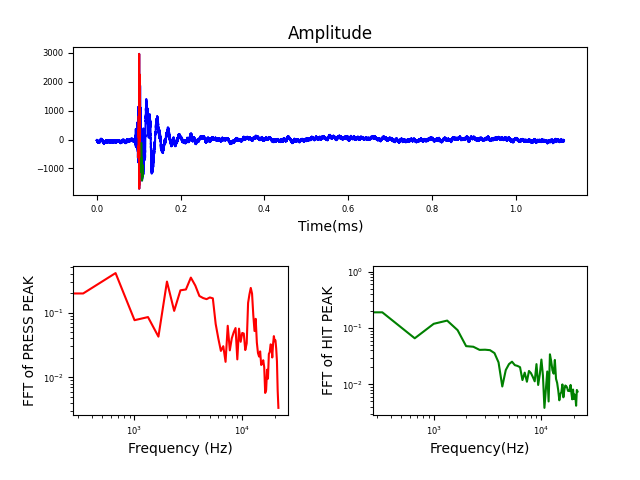 Amplitude
3000
2000
1000
0
−1000
0.0 0.2 0.4 0.6 0.8 1.0
Time(ms)
FFT of PRESS PEAK
10⁻¹
10⁻²
10³ 10⁴
Frequency (Hz)
FFT of HIT PEAK
10⁰
10⁻¹
10⁻²
10³ 10⁴
Frequency(Hz)